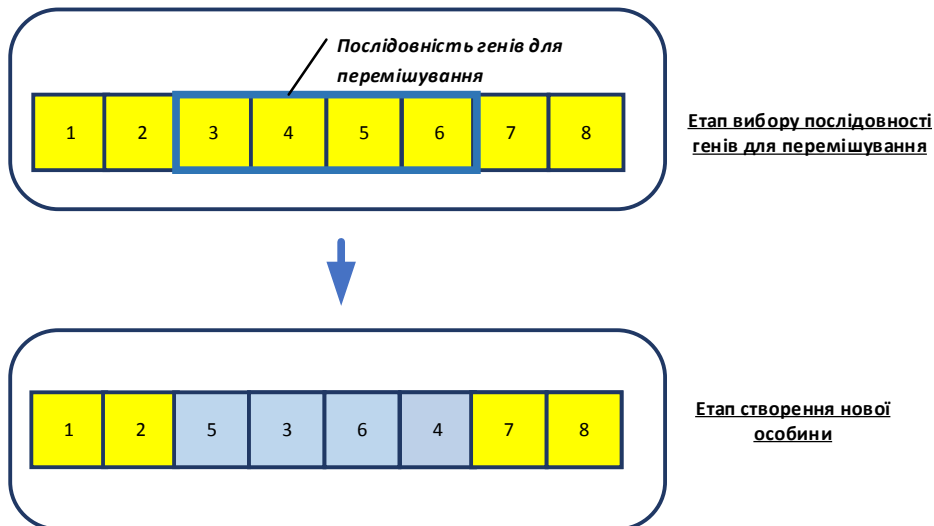 Послідовність генів для
перемішування
1 2 3 4 5 6 7 8
Етап вибору послідовності
генів для перемішування
1 2 5 3 6 4 7 8
Етап створення нової
особини